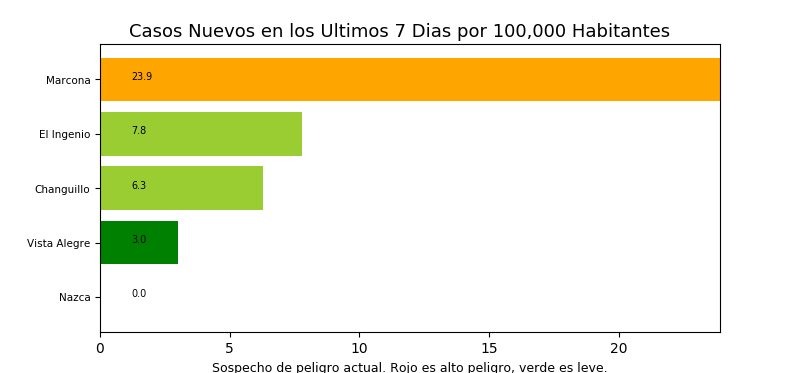 Casos Nuevos en los Ultimos 7 Dias por 100,000 Habitantes
Marcona 23.9
El Ingenio 7.8
Changuillo 6.3
Vista Alegre 3.0
Nazca 0.0
0 5 10 15 20
Sospecho de peligro actual. Rojo es alto peligro, verde es leve.